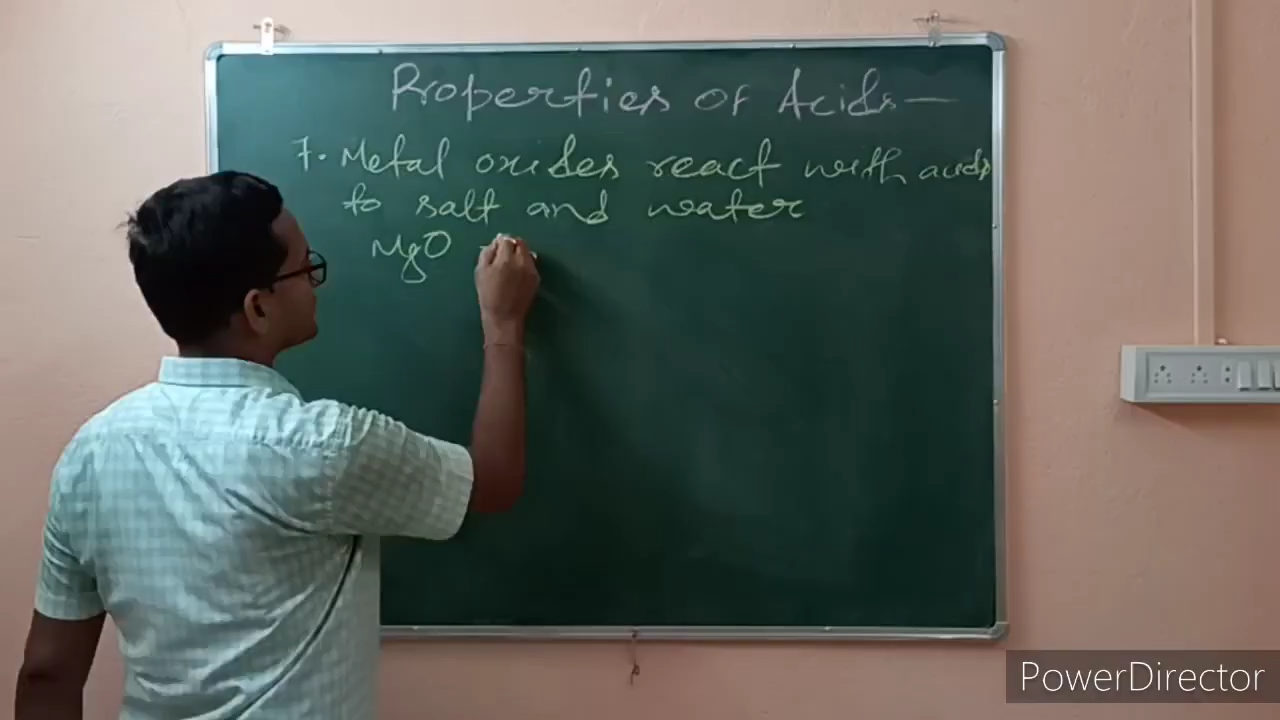 Properties of Acids —
7. Metal oxides react with acids
to salt and water
MgO
PowerDirector